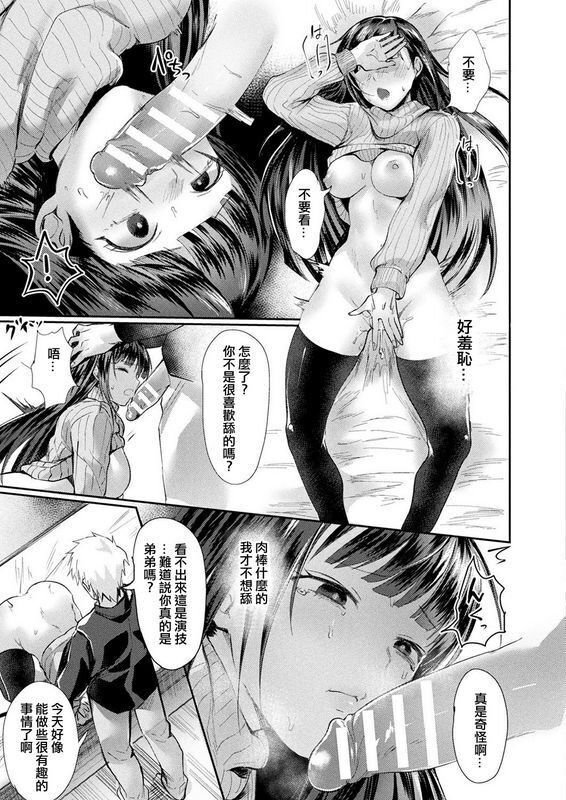 不要…
不要看…
好羞恥…
怎麼了？
你不是很喜歡舔的嗎？
唔…
真是奇怪啊…
肉棒什麼的
我才不想舔
看不出來這是演技
…難道說你真的是
弟弟嗎？
今天好像
能做些很有趣的
事情了啊